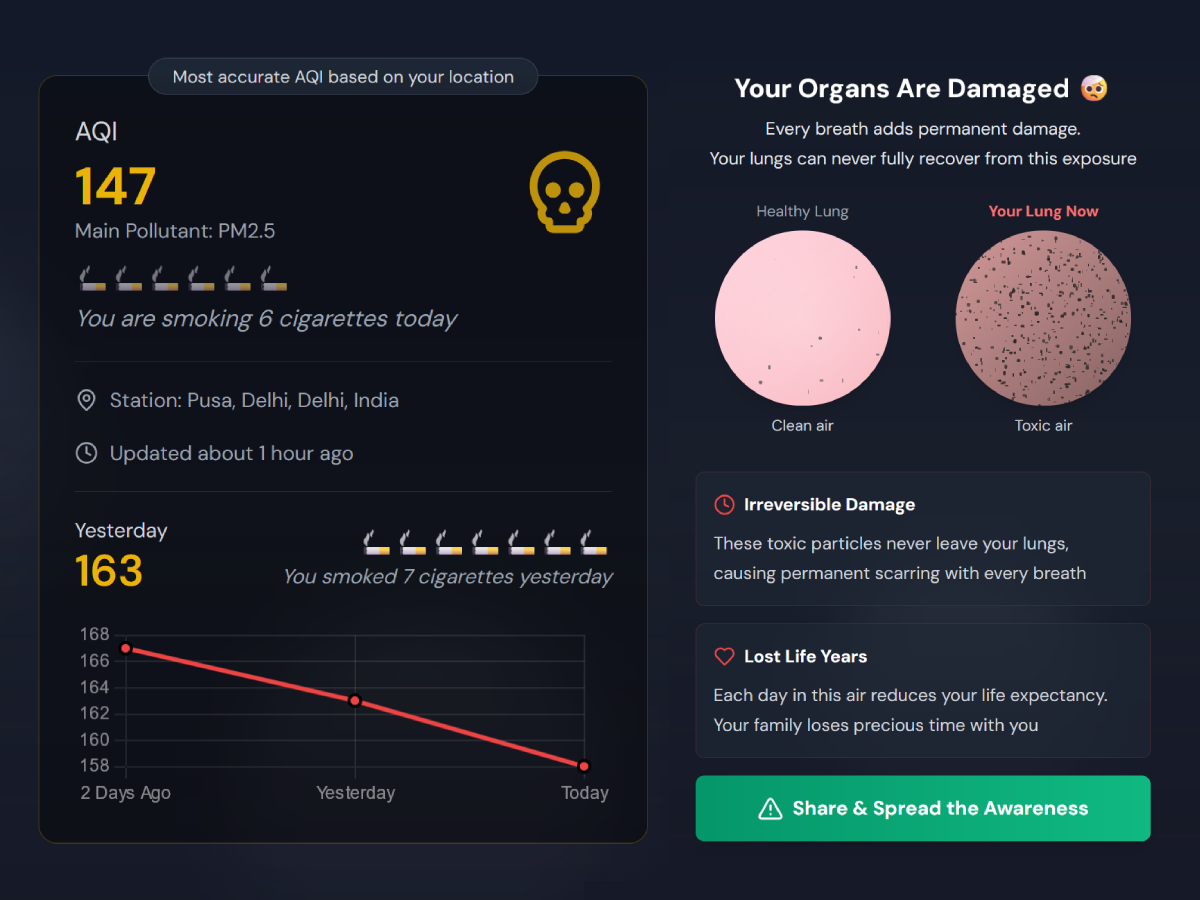 Most accurate AQI based on your location
AQI
147
Main Pollutant: PM2.5
You are smoking 6 cigarettes today
Station: Pusa, Delhi, Delhi, India
Updated about 1 hour ago
Yesterday
163
You smoked 7 cigarettes yesterday
168
166
164
162
160
158
2 Days Ago
Yesterday
Today
Your Organs Are Damaged 🤕
Every breath adds permanent damage.
Your lungs can never fully recover from this exposure
Healthy Lung
Your Lung Now
Clean air
Toxic air
Irreversible Damage
These toxic particles never leave your lungs,
causing permanent scarring with every breath
Lost Life Years
Each day in this air reduces your life expectancy.
Your family loses precious time with you
Share & Spread the Awareness